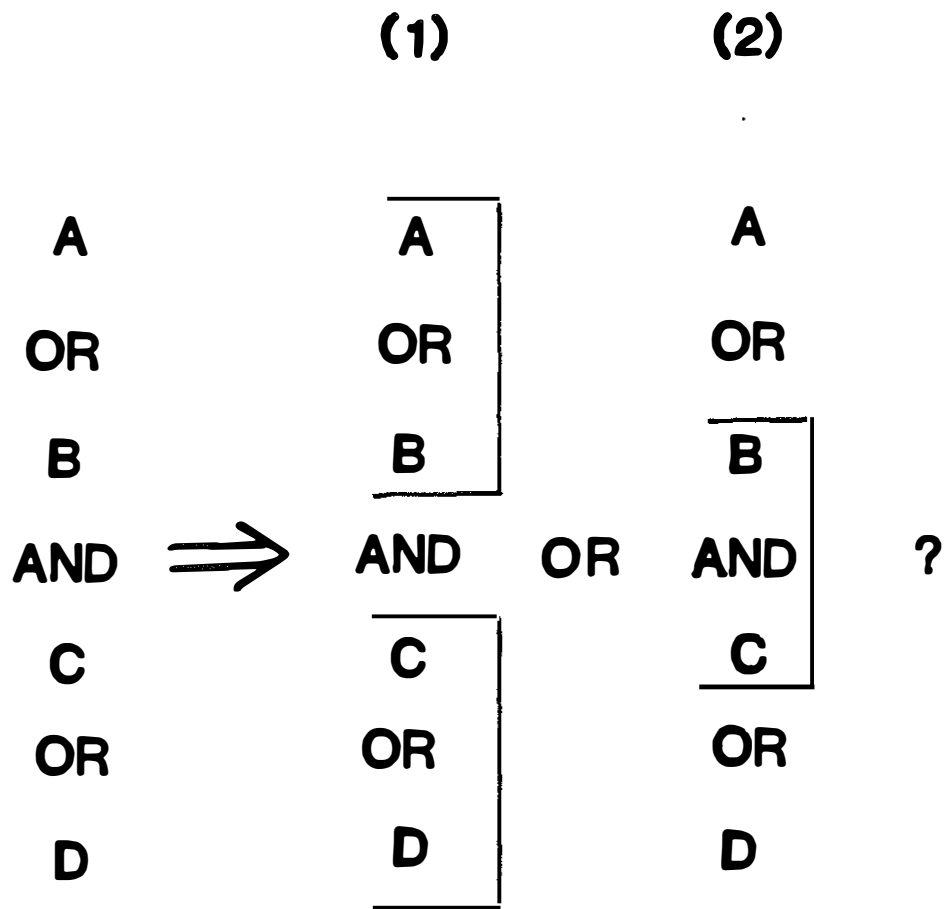 (1) (2)
A A A
OR OR OR
B B B
AND AND OR AND ?
C C C
OR OR OR
D D D